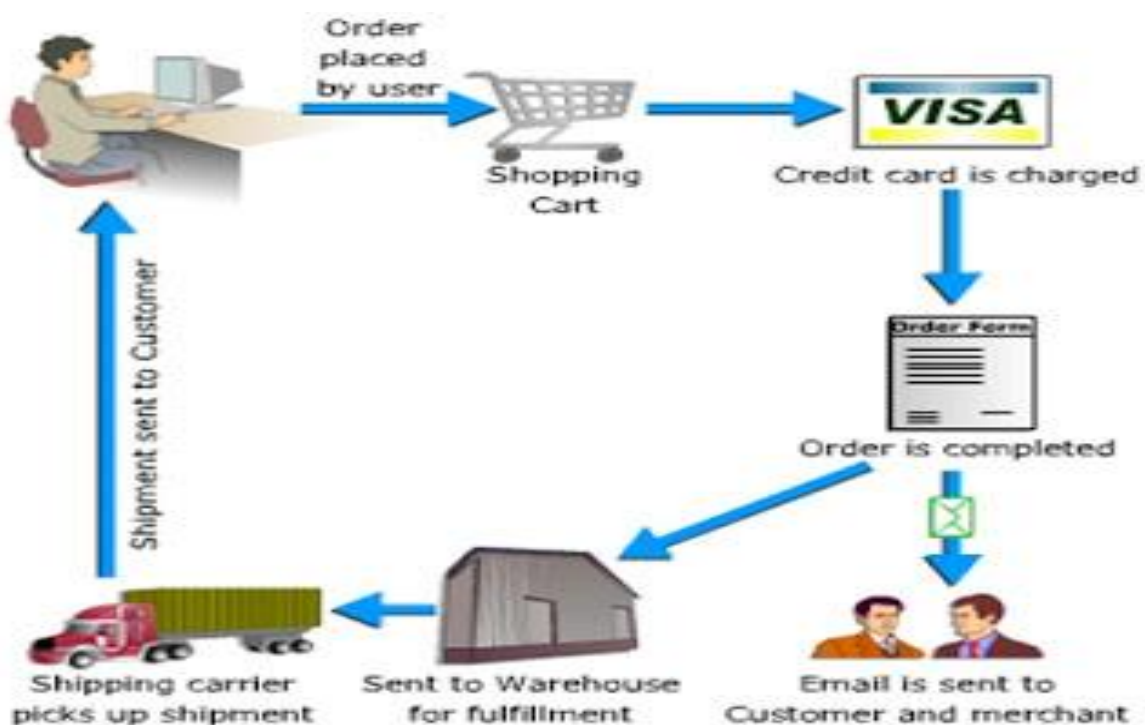 Order
placed
by user
Shopping
Cart
VISA
Credit card is charged
Order Form
Order is completed
Email is sent to
Customer and merchant
Sent to Warehouse
for fulfillment
Shipping carrier
picks up shipment
Shipment sent to Customer